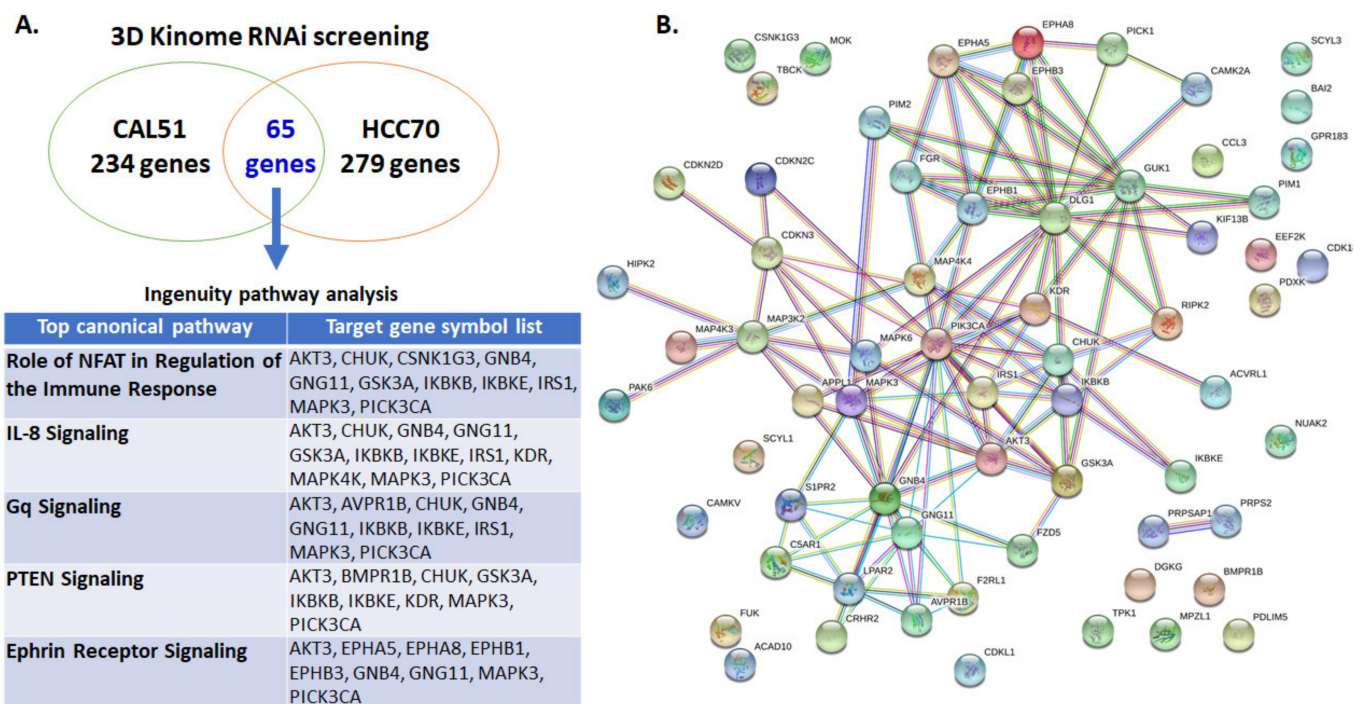 A.
3D Kinome RNAi screening
CAL51
234 genes
65
genes
HCC70
279 genes
Ingenuity pathway analysis
Top canonical pathway
Target gene symbol list
Role of NFAT in Regulation of
the Immune Response
AKT3, CHUK, CSNK1G3, GNB4,
GNG11, GSK3A, IKBKB, IKBKE, IRS1,
MAPK3, PICK3CA
IL-8 Signaling
AKT3, CHUK, GNB4, GNG11,
GSK3A, IKBKB, IKBKE, IRS1, KDR,
MAPK4K, MAPK3, PICK3CA
Gq Signaling
AKT3, AVPR1B, CHUK, GNB4,
GNG11, IKBKB, IKBKE, IRS1,
MAPK3, PICK3CA
PTEN Signaling
AKT3, BMPR1B, CHUK, GSK3A,
IKBKB, IKBKE, KDR, MAPK3,
PICK3CA
Ephrin Receptor Signaling
AKT3, EPHA5, EPHA8, EPHB1,
EPHB3, GNB4, GNG11, MAPK3,
PICK3CA
B.
CSNK1G3
MOK
TBCK
EPHA5
EPHA8
PICK1
SCYL3
EPHB3
CAMK2A
BAI2
PIM2
CCL3
GPR183
CDKN2D
CDKN2C
FGR
GUK1
PIM1
EPHB1
DLG1
KIF13B
CDKN3
EEF2K
CDK1
HIPK2
MAP4K4
PDXK
KDR
MAP4K3
MAP3K2
RIPK2
MAPK6
PIK3CA
CHUK
PAK6
APPL1
MAPK3
IRS1
IKBKB
ACVRL1
SCYL1
AKT3
NUAK2
GSK3A
IKBKE
S1PR2
GNB4
CAMKV
GNG11
PRPSAP1
PRPS2
C5AR1
FZD5
LPAR2
DGKG
BMPR1B
F2RL1
FUK
CRHR2
AVPR1B
TPK1
MPZL1
PDLIM5
ACAD10
CDKL1